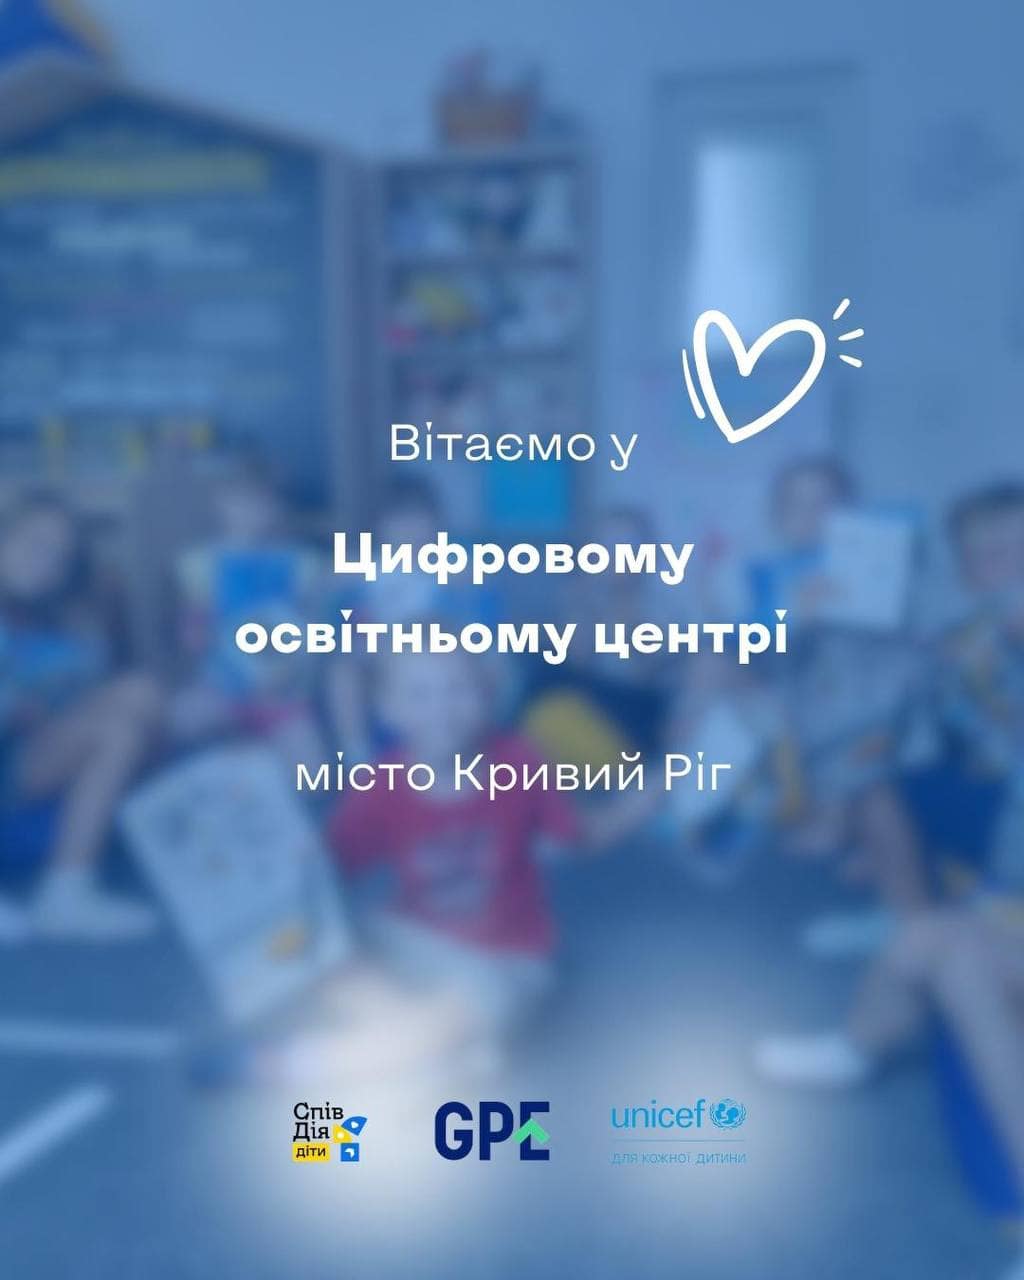 Вітаємо у
Цифровому
освітньому центрі
місто Кривий Ріг
Спів
Дія
діти
GPE
unicef
для кожної дитини